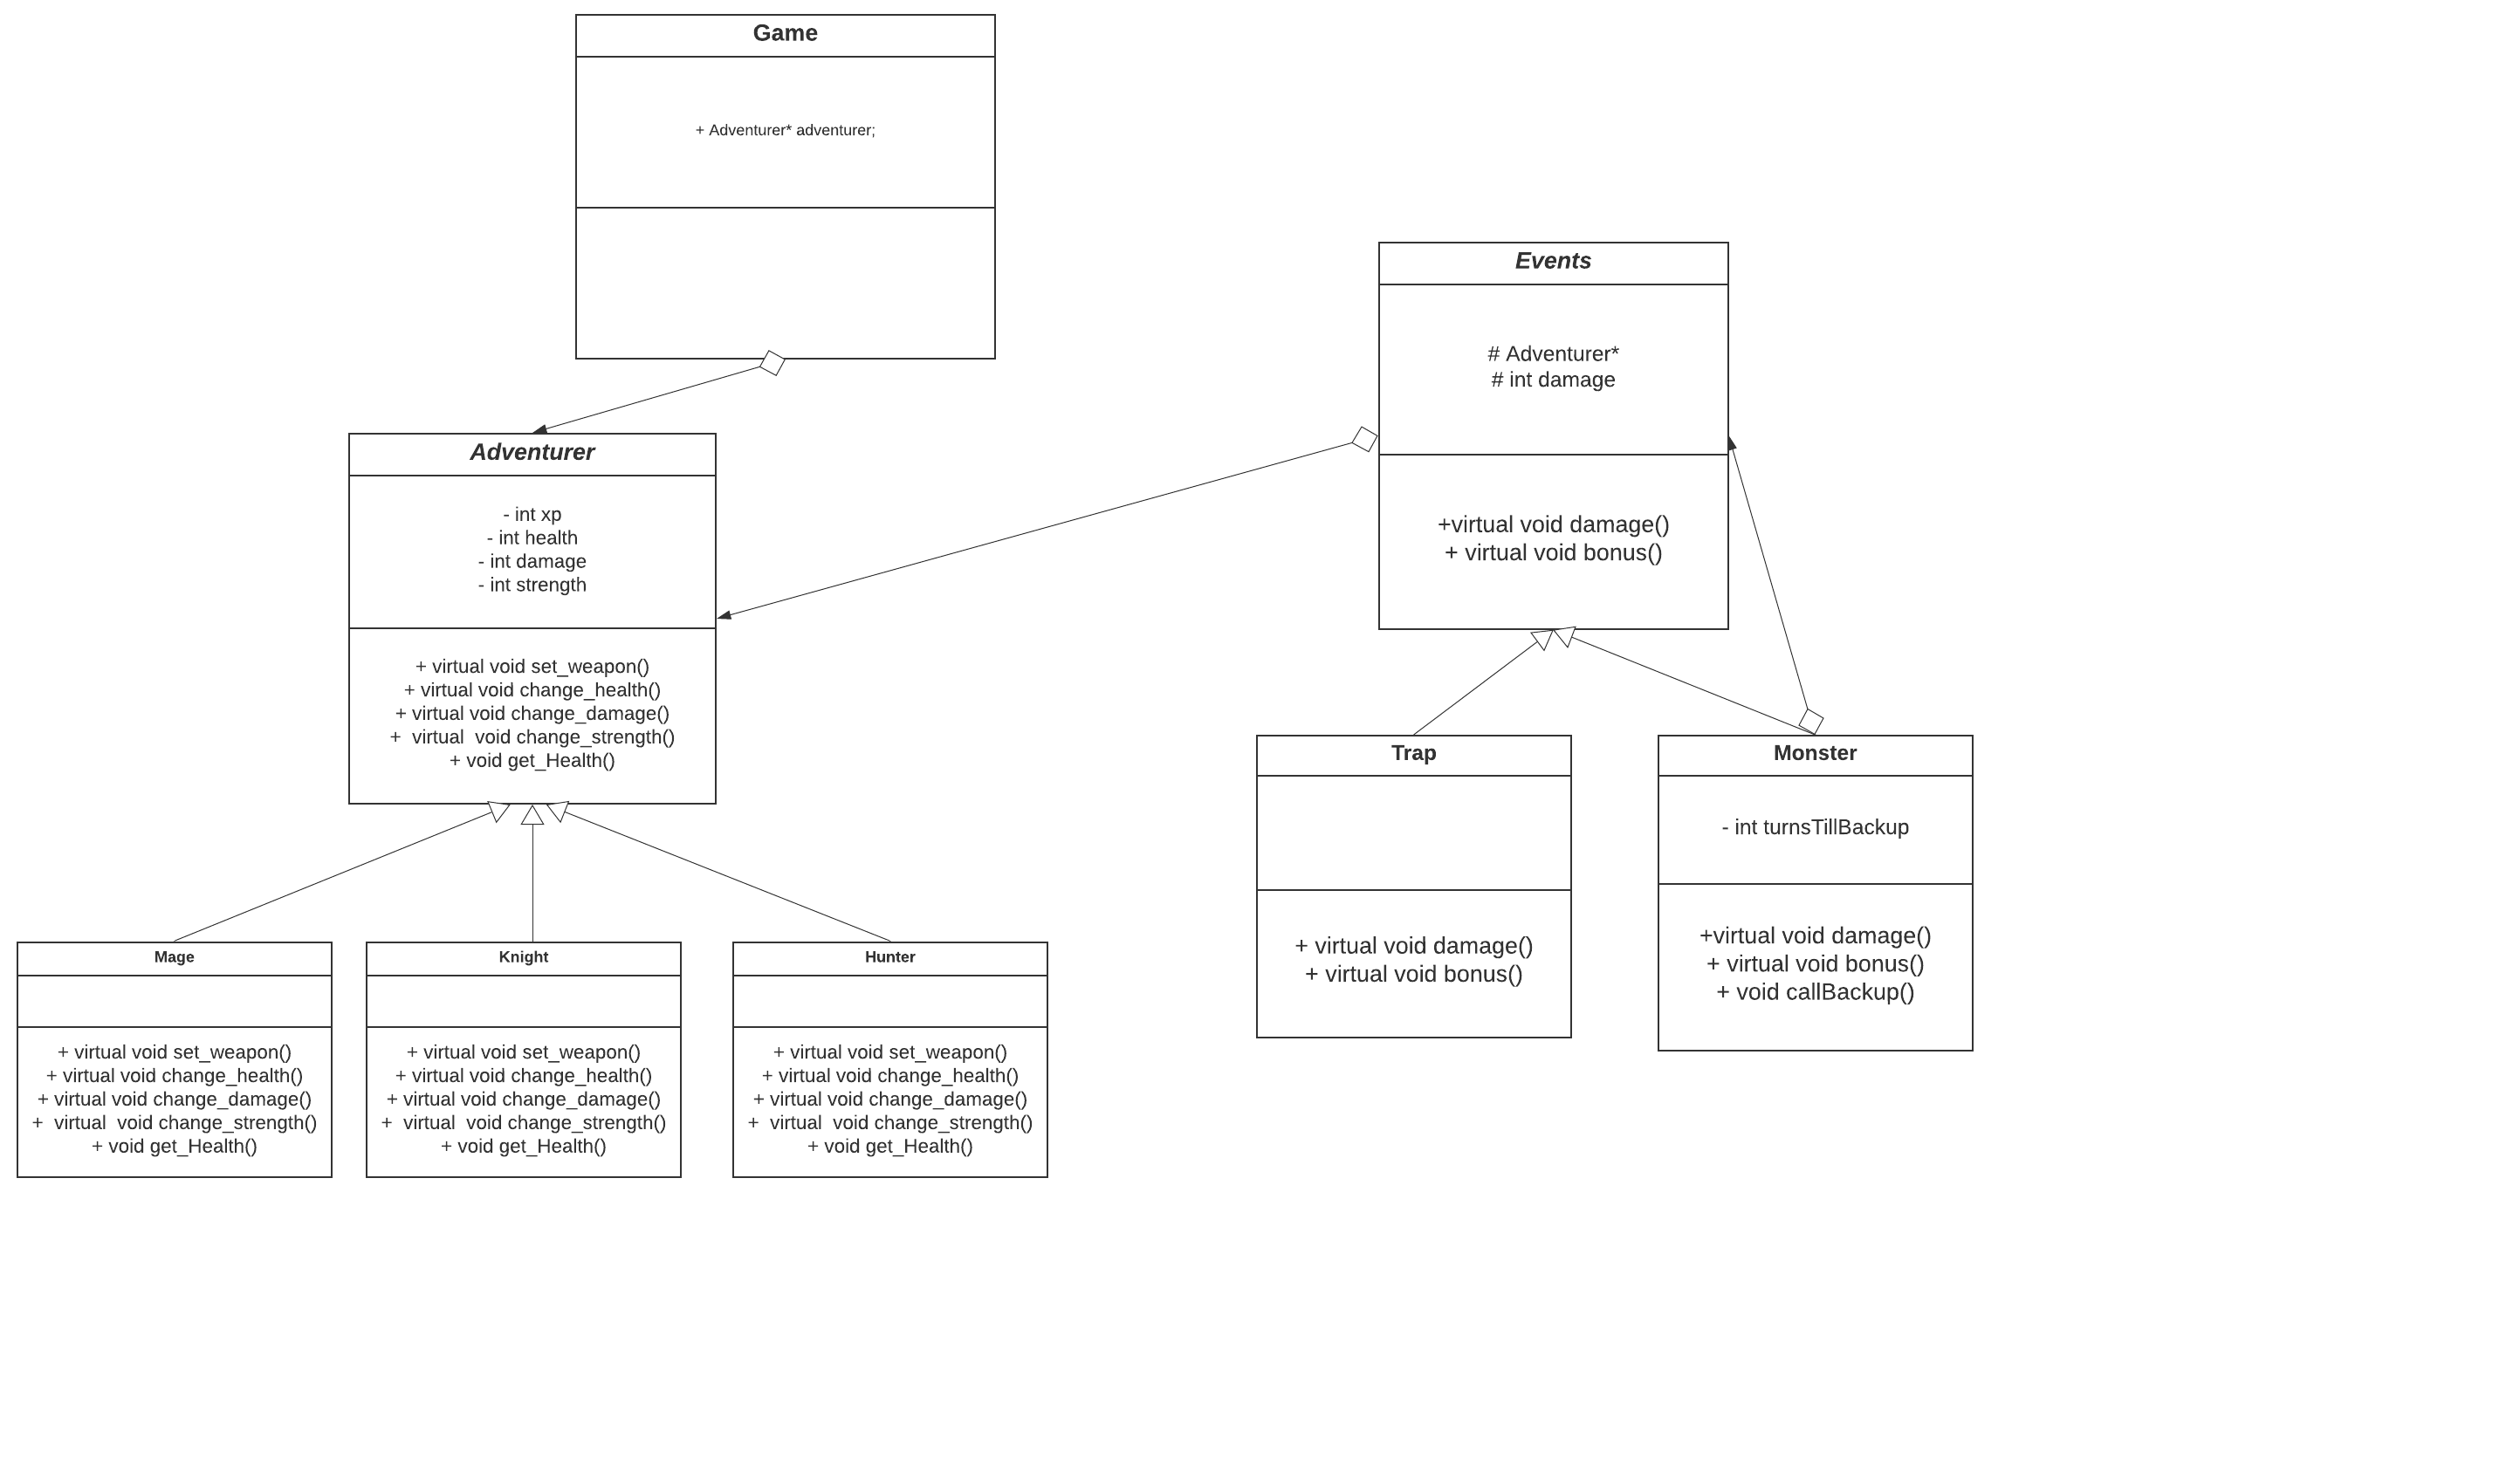 Game
+ Adventurer* adventurer;
Events
# Adventurer*
# int damage
+virtual void damage()
+ virtual void bonus()
Adventurer
- int xp
- int health
- int damage
- int strength
+ virtual void set_weapon()
+ virtual void change_health()
+ virtual void change_damage()
+  virtual  void change_strength()
+ void get_Health()
Trap
+ virtual void damage()
+ virtual void bonus()
Monster
- int turnsTillBackup
+virtual void damage()
+ virtual void bonus()
+ void callBackup()
Mage
+ virtual void set_weapon()
+ virtual void change_health()
+ virtual void change_damage()
+  virtual  void change_strength()
+ void get_Health()
Knight
+ virtual void set_weapon()
+ virtual void change_health()
+ virtual void change_damage()
+  virtual  void change_strength()
+ void get_Health()
Hunter
+ virtual void set_weapon()
+ virtual void change_health()
+ virtual void change_damage()
+  virtual  void change_strength()
+ void get_Health()